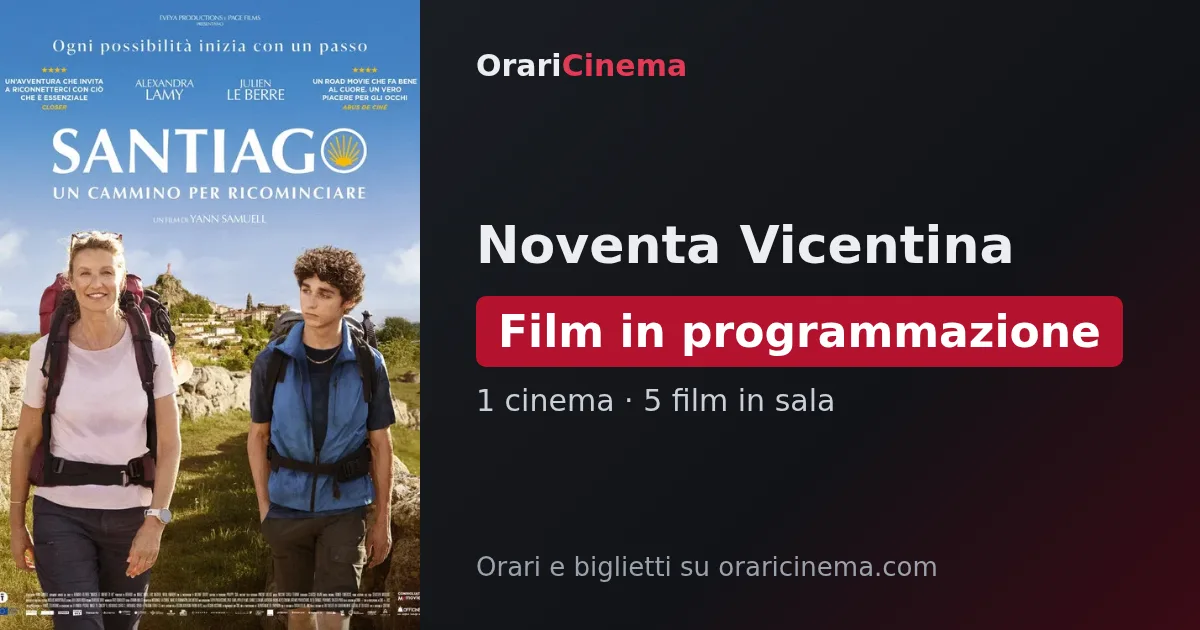 EVEYA PRODUCTIONS E PAGE FILMS
PRESENTANO
Ogni possibilità inizia con un passo
★★★★
UN'AVVENTURA CHE INVITA
A RICONNETTERCI CON CIÒ
CHE È ESSENZIALE
CLOSER
ALEXANDRA
LAMY
JULIEN
LE BERRE
★★★★
UN ROAD MOVIE CHE FA BENE
AL CUORE. UN VERO
PIACERE PER GLI OCCHI
ABUS DE CINÉ
SANTIAGO
UN CAMMINO PER RICOMINCIARE
UN FILM DI YANN SAMUELL
OrariCinema
Noventa Vicentina
Film in programmazione
1 cinema · 5 film in sala
Orari e biglietti su oraricinema.com